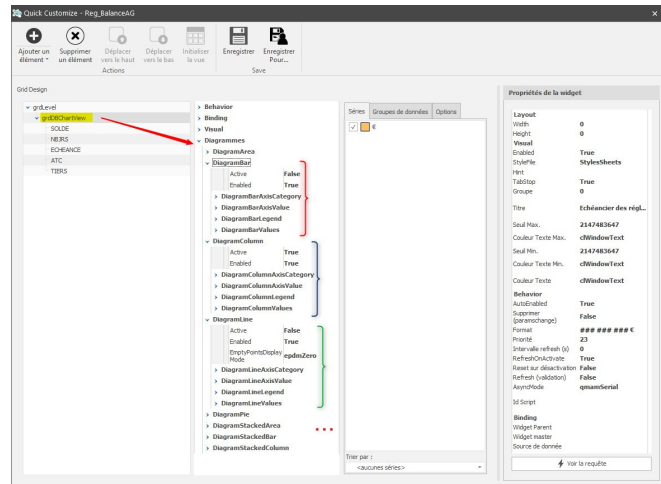 Quick Customize - Reg_BalanceAG
Ajouter un élément
Supprimer un élément
Déplacer vers le haut
Déplacer vers le bas
Initialiser la vue
Enregistrer
Enregistrer Pour...
Actions
Save
Grid Design
grdLevel
grdDBChartView
SOLDE
NBJRS
ECHEANCE
ATC
TIERS
Behavior
Binding
Visual
Diagrammes
DiagramArea
DiagramBar
Active False
Enabled True
DiagramBarAxisCategory
DiagramBarAxisValue
DiagramBarLegend
DiagramBarValues
DiagramColumn
Active True
Enabled True
DiagramColumnAxisCategory
DiagramColumnAxisValue
DiagramColumnLegend
DiagramColumnValues
DiagramLine
Active False
Enabled True
EmptyPointsDisplay Mode epdmZero
DiagramLineAxisCategory
DiagramLineAxisValue
DiagramLineLegend
DiagramLineValues
DiagramPie
DiagramStackedArea
DiagramStackedBar
DiagramStackedColumn
Séries Groupes de données Options
€
Trier par :
<aucunes séries>
Propriétés de la widget
Layout
Width 0
Height 0
Visual
Enabled True
StyleFile StylesSheets
Hint
TabStop True
Groupe 0
Titre Echéancier des régl...
Seuil Max. 2147483647
Couleur Texte Max. clWindowText
Seuil Min. 2147483647
Couleur Texte Min. clWindowText
Couleur Texte clWindowText
Behavior
AutoEnabled True
Supprimer (paramschange) False
Format ### ### ### €
Priorité 23
Intervalle refresh (s) 0
RefreshOnActivate True
Reset sur désactivation False
Refresh (validation) False
AsyncMode qmamSerial
Id Script
Binding
Widget Parent
Widget master
Source de donnée
Voir la requête